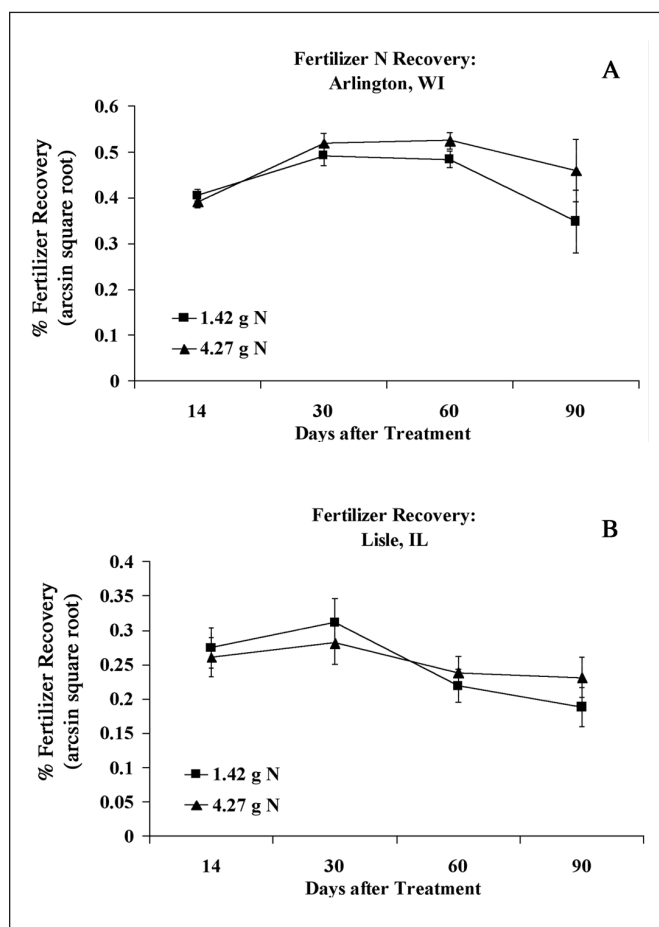 Fertilizer N Recovery:
Arlington, WI
A
% Fertilizer Recovery
(arcsin square root)
0.6
0.5
0.4
0.3
0.2
0.1
0
1.42 g N
4.27 g N
14 30 60 90
Days after Treatment
Fertilizer Recovery:
Lisle, IL
B
% Fertilizer Recovery
(arcsin square root)
0.4
0.35
0.3
0.25
0.2
0.15
0.1
0.05
0
1.42 g N
4.27 g N
14 30 60 90
Days after Treatment